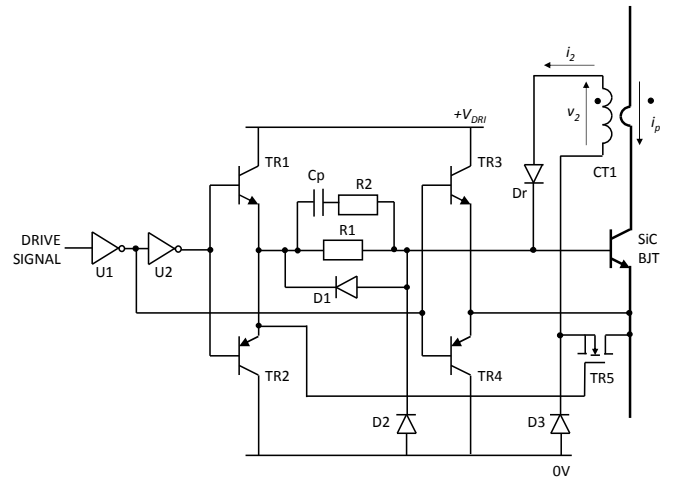 i2
+VDRI
v2
ip
TR1
TR3
CT1
Cp
R2
Dr
R1
SiC
BJT
DRIVE
SIGNAL
U1
U2
D1
TR2
TR4
TR5
D2
D3
0V